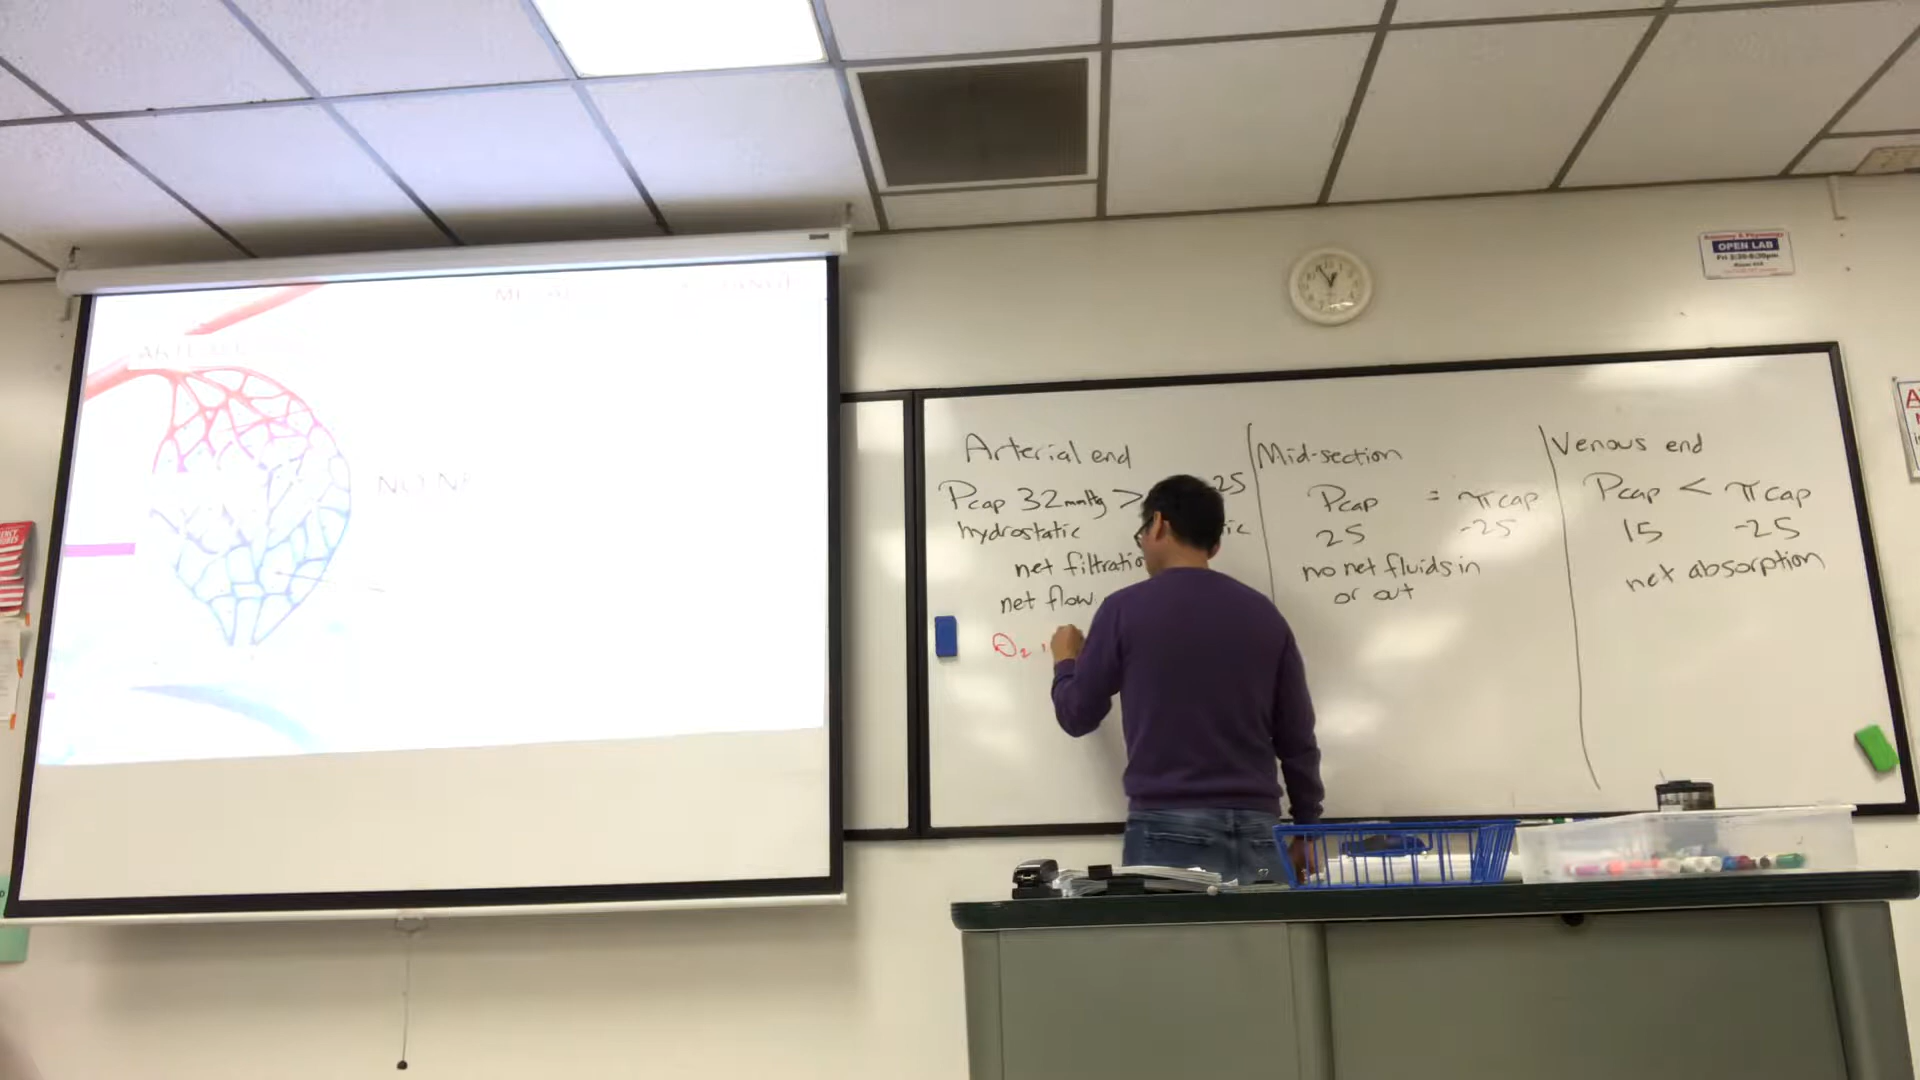 OPEN LAB
Fri 2:30-5:30pm
Arterial end
Pcap 32mmHg > -25
hydrostatic
net filtration
net flow
O2
Mid-section
Pcap = πcap
25 -25
no net fluids in
or out
Venous end
Pcap < πcap
15 -25
net absorption